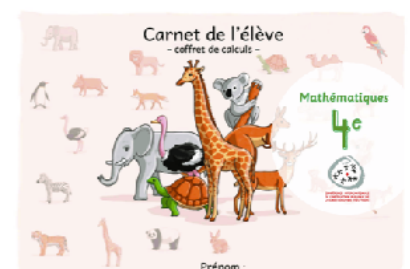 Carnet de l'élève
– coffret de calculs –
Mathématiques
4e
Prénom :